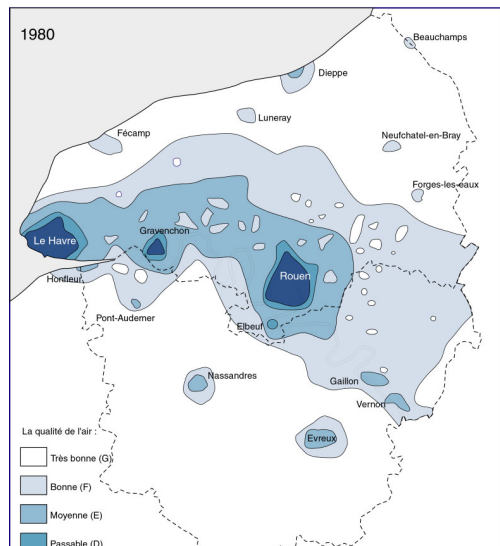 1980
Beauchamps
Dieppe
Luneray
Fécamp
Neufchatel-en-Bray
Forges-les-eaux
Gravenchon
Le Havre
Rouen
Honfleur
Pont-Audemer
Elbeuf
Nassandres
Gaillon
Vernon
Evreux
La qualité de l'air :
Très bonne (G)
Bonne (F)
Moyenne (E)
Passable (D)